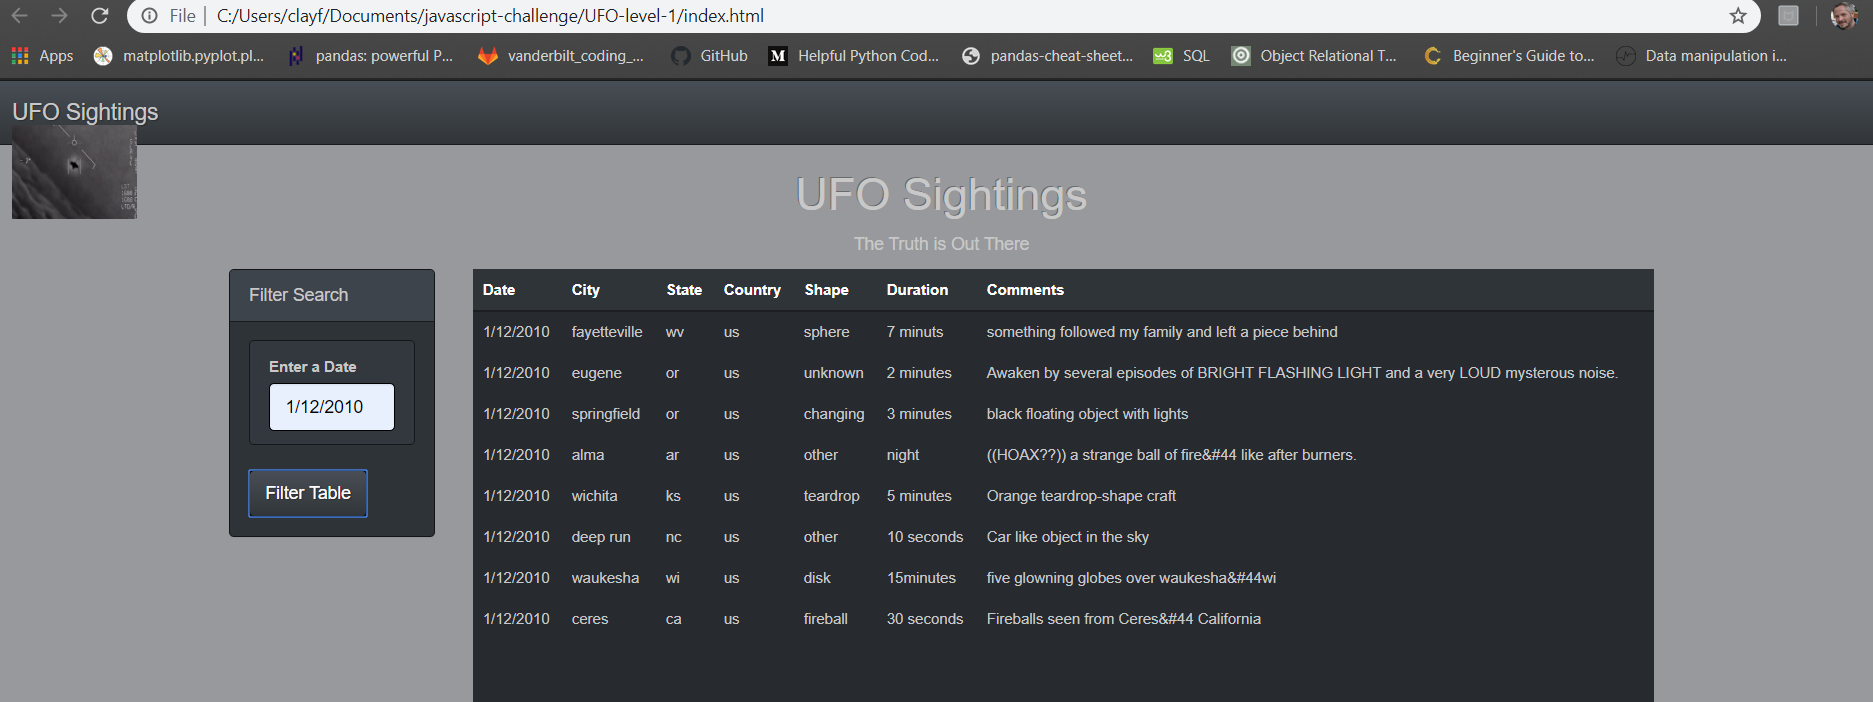 File | C:/Users/clayf/Documents/javascript-challenge/UFO-level-1/index.html
Apps matplotlib.pyplot.pl... pandas: powerful P... vanderbilt_coding_... GitHub Helpful Python Cod... pandas-cheat-sheet... SQL Object Relational T... Beginner's Guide to... Data manipulation i...
UFO Sightings
UFO Sightings
The Truth is Out There
Filter Search
Enter a Date
1/12/2010
Filter Table
Date City State Country Shape Duration Comments
1/12/2010 fayetteville wv us sphere 7 minuts something followed my family and left a piece behind
1/12/2010 eugene or us unknown 2 minutes Awaken by several episodes of BRIGHT FLASHING LIGHT and a very LOUD mysterous noise.
1/12/2010 springfield or us changing 3 minutes black floating object with lights
1/12/2010 alma ar us other night ((HOAX??)) a strange ball of fire&#44 like after burners.
1/12/2010 wichita ks us teardrop 5 minutes Orange teardrop-shape craft
1/12/2010 deep run nc us other 10 seconds Car like object in the sky
1/12/2010 waukesha wi us disk 15minutes five glowning globes over waukesha&#44wi
1/12/2010 ceres ca us fireball 30 seconds Fireballs seen from Ceres&#44 California